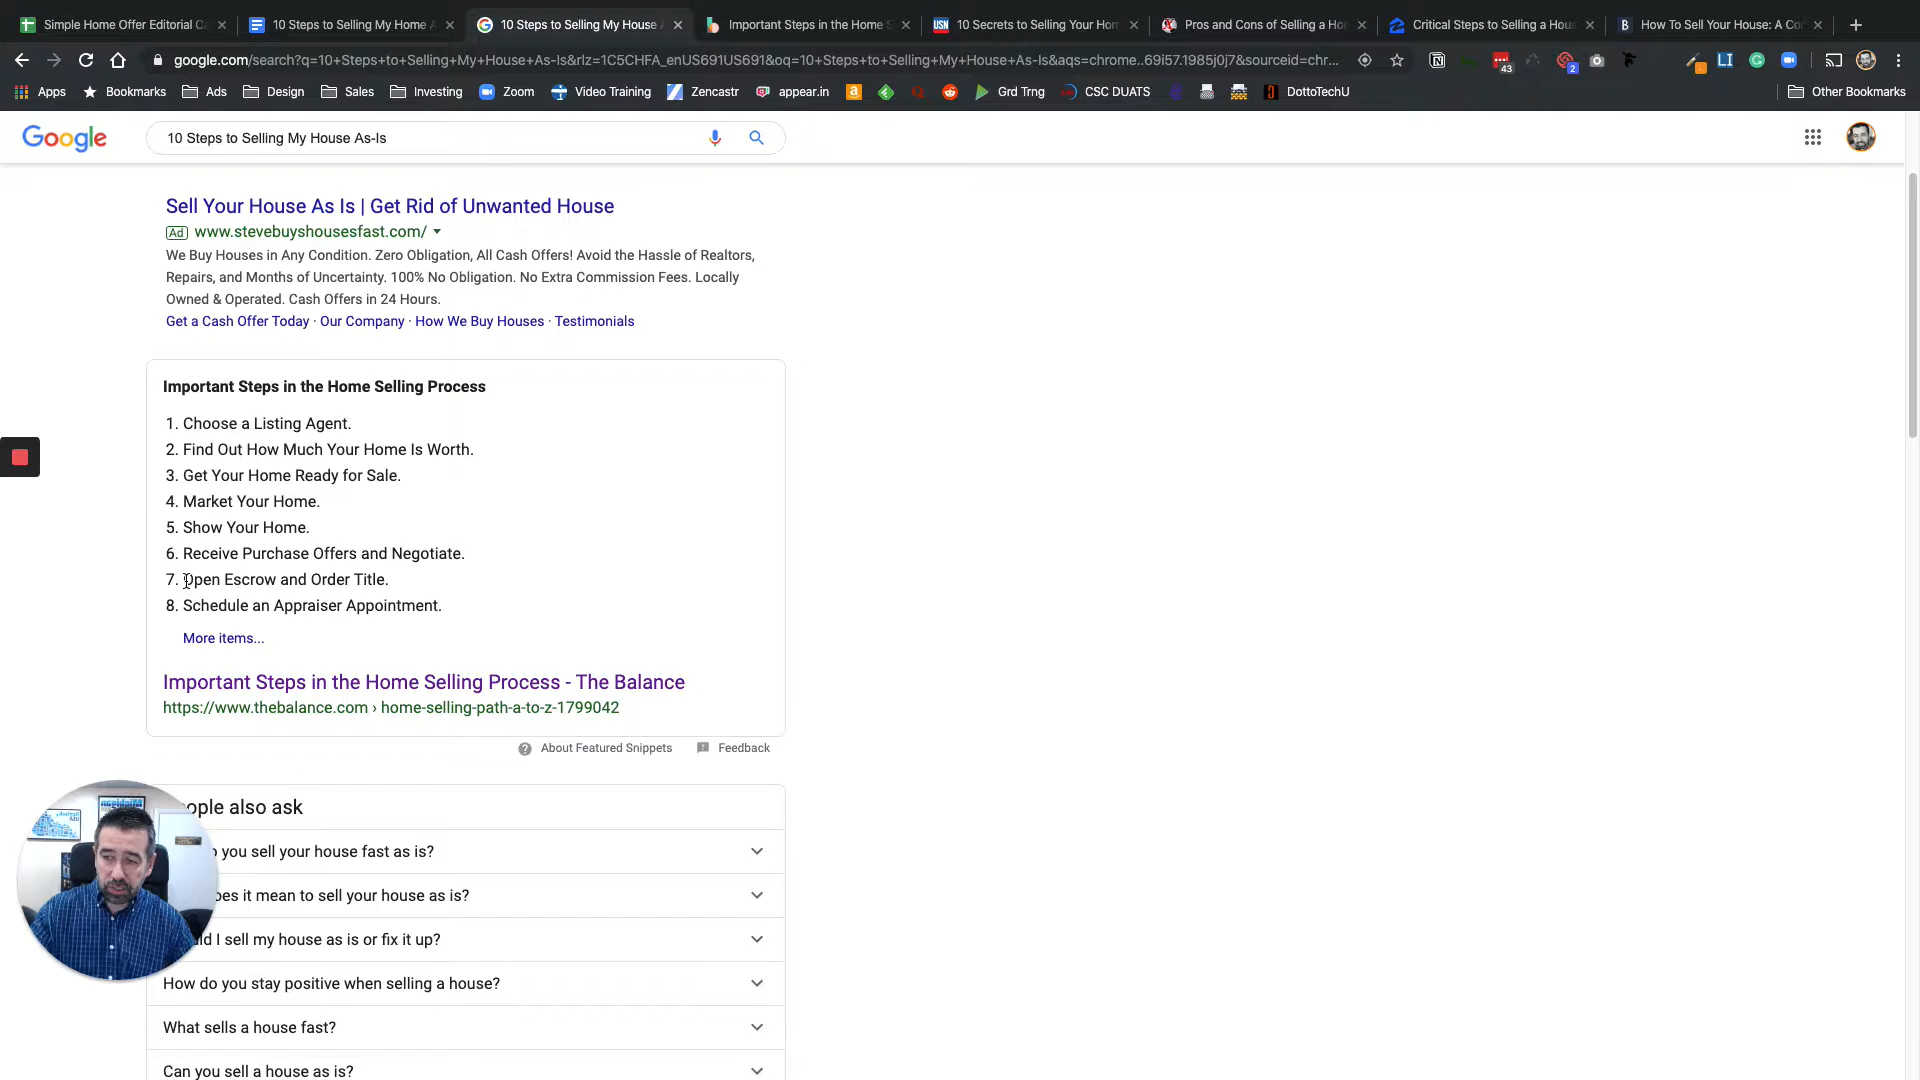 Simple Home Offer Editorial Ca
10 Steps to Selling My Home A
10 Steps to Selling My House A
Important Steps in the Home S
10 Secrets to Selling Your Hom
Pros and Cons of Selling a Ho
Critical Steps to Selling a Hous
How To Sell Your House: A Co
google.com/search?q=10+Steps+to+Selling+My+House+As-Is&rlz=1C5CHFA_enUS691US691&oq=10+Steps+to+Selling+My+House+As-Is&aqs=chrome..69i57.1985j0j7&sourceid=chr...
43
2
Apps
Bookmarks
Ads
Design
Sales
Investing
Zoom
Video Training
Zencastr
appear.in
Grd Trng
CSC DUATS
DottoTechU
Other Bookmarks
Google
10 Steps to Selling My House As-Is
Sell Your House As Is | Get Rid of Unwanted House
Ad www.stevebuyshousesfast.com/
We Buy Houses in Any Condition. Zero Obligation, All Cash Offers! Avoid the Hassle of Realtors,
Repairs, and Months of Uncertainty. 100% No Obligation. No Extra Commission Fees. Locally
Owned & Operated. Cash Offers in 24 Hours.
Get a Cash Offer Today · Our Company · How We Buy Houses · Testimonials
Important Steps in the Home Selling Process
1. Choose a Listing Agent.
2. Find Out How Much Your Home Is Worth.
3. Get Your Home Ready for Sale.
4. Market Your Home.
5. Show Your Home.
6. Receive Purchase Offers and Negotiate.
7. Open Escrow and Order Title.
8. Schedule an Appraiser Appointment.
More items...
Important Steps in the Home Selling Process - The Balance
https://www.thebalance.com › home-selling-path-a-to-z-1799042
About Featured Snippets
Feedback
ople also ask
you sell your house fast as is?
oes it mean to sell your house as is?
ld I sell my house as is or fix it up?
How do you stay positive when selling a house?
What sells a house fast?
Can you sell a house as is?